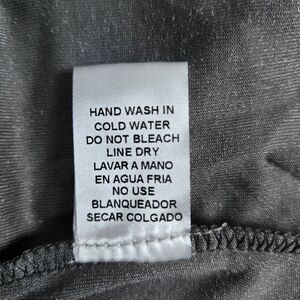 HAND WASH IN
COLD WATER
DO NOT BLEACH
LINE DRY
LAVAR A MANO
EN AGUA FRIA
NO USE
BLANQUEADOR
SECAR COLGADO